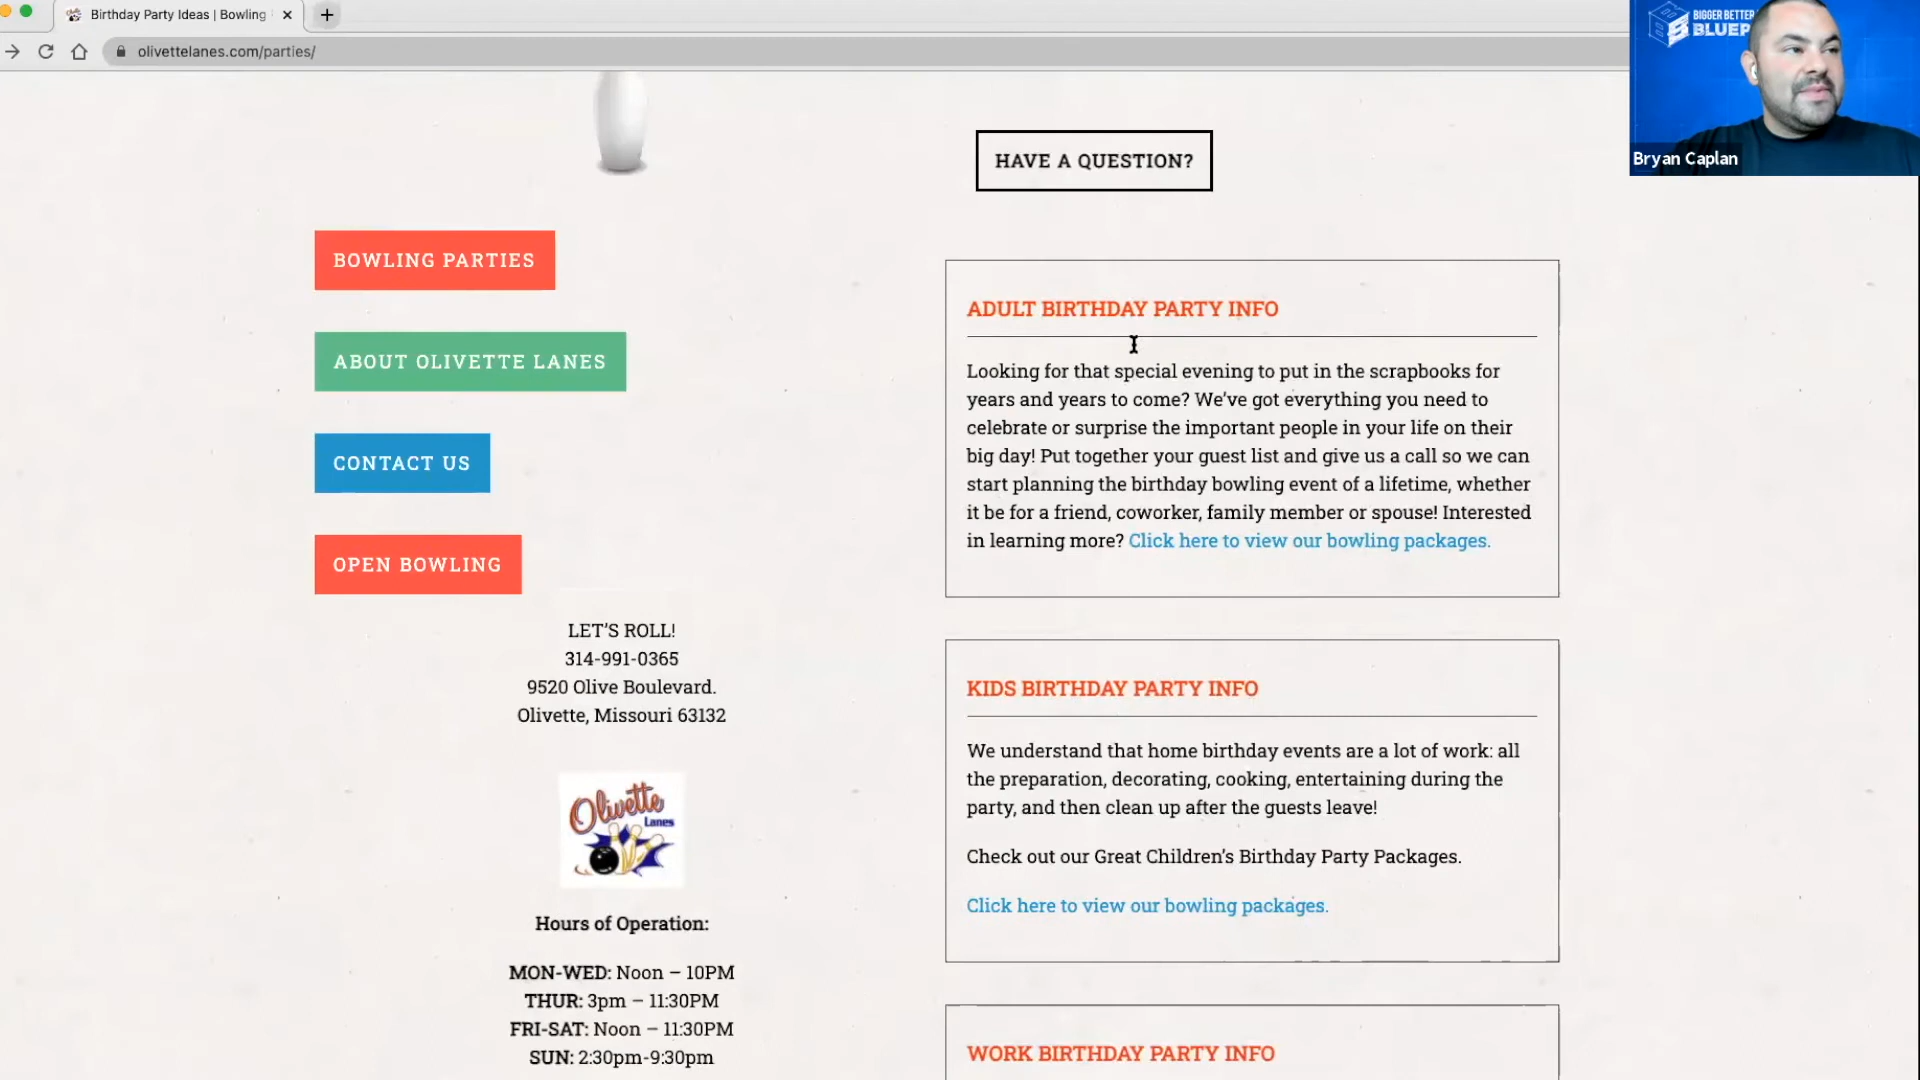 Birthday Party Ideas | Bowling
olivettelanes.com/parties/
BIGGER BETTER
BLUEP
Bryan Caplan
HAVE A QUESTION?
BOWLING PARTIES
ABOUT OLIVETTE LANES
CONTACT US
OPEN BOWLING
LET'S ROLL!
314-991-0365
9520 Olive Boulevard.
Olivette, Missouri 63132
Olivette
Lanes
Hours of Operation:
MON-WED: Noon – 10PM
THUR: 3pm – 11:30PM
FRI-SAT: Noon – 11:30PM
SUN: 2:30pm-9:30pm
ADULT BIRTHDAY PARTY INFO
Looking for that special evening to put in the scrapbooks for
years and years to come? We've got everything you need to
celebrate or surprise the important people in your life on their
big day! Put together your guest list and give us a call so we can
start planning the birthday bowling event of a lifetime, whether
it be for a friend, coworker, family member or spouse! Interested
in learning more? Click here to view our bowling packages.
KIDS BIRTHDAY PARTY INFO
We understand that home birthday events are a lot of work: all
the preparation, decorating, cooking, entertaining during the
party, and then clean up after the guests leave!
Check out our Great Children's Birthday Party Packages.
Click here to view our bowling packages.
WORK BIRTHDAY PARTY INFO